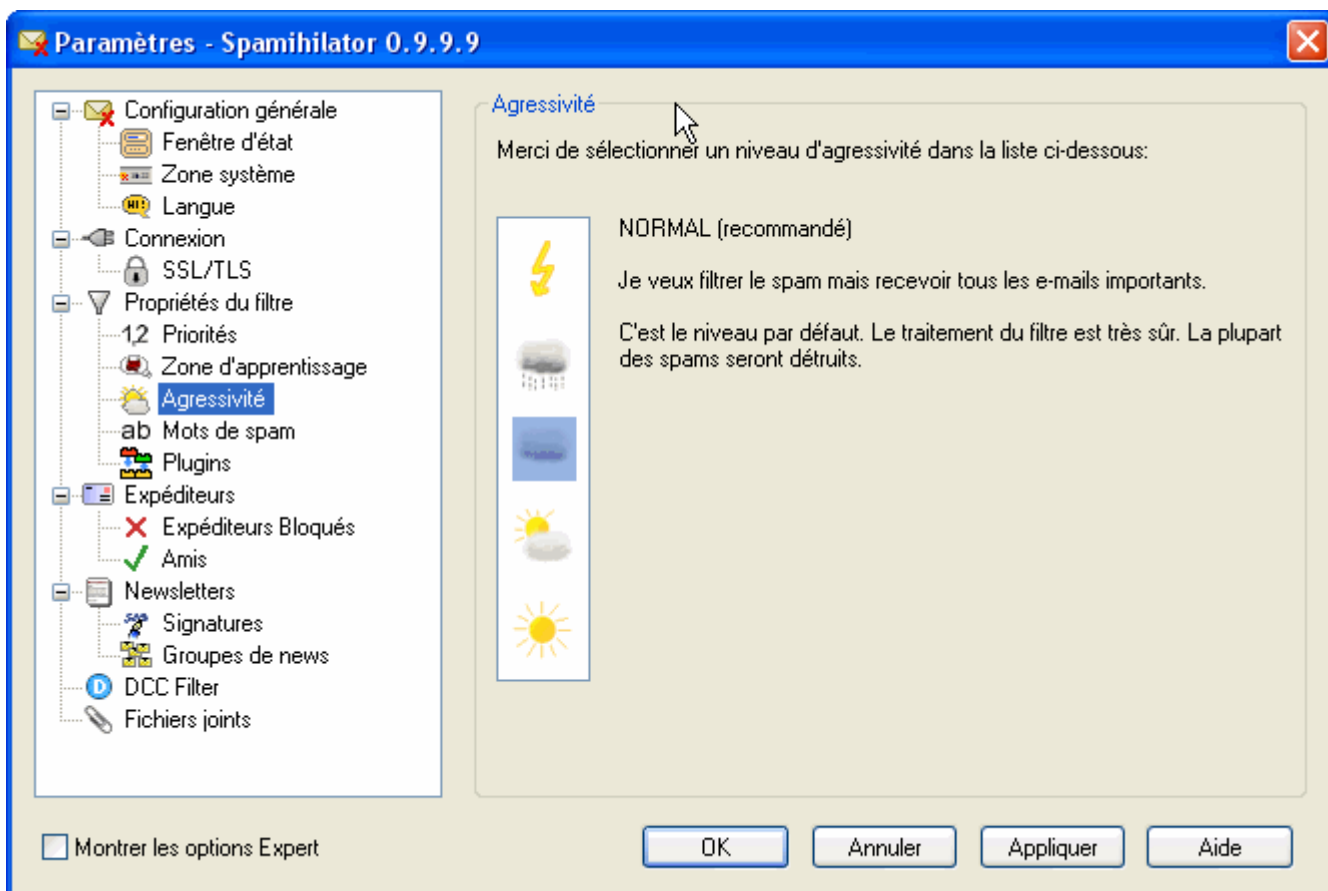 Paramètres - Spamihilator 0.9.9.9
Configuration générale
Fenêtre d'état
Zone système
Langue
Connexion
SSL/TLS
Propriétés du filtre
1,2 Priorités
Zone d'apprentissage
Agressivité
ab Mots de spam
Plugins
Expéditeurs
Expéditeurs Bloqués
Amis
Newsletters
Signatures
Groupes de news
DCC Filter
Fichiers joints
Agressivité
Merci de sélectionner un niveau d'agressivité dans la liste ci-dessous:
NORMAL (recommandé)
Je veux filtrer le spam mais recevoir tous les e-mails importants.
C'est le niveau par défaut. Le traitement du filtre est très sûr. La plupart
des spams seront détruits.
Montrer les options Expert
OK
Annuler
Appliquer
Aide